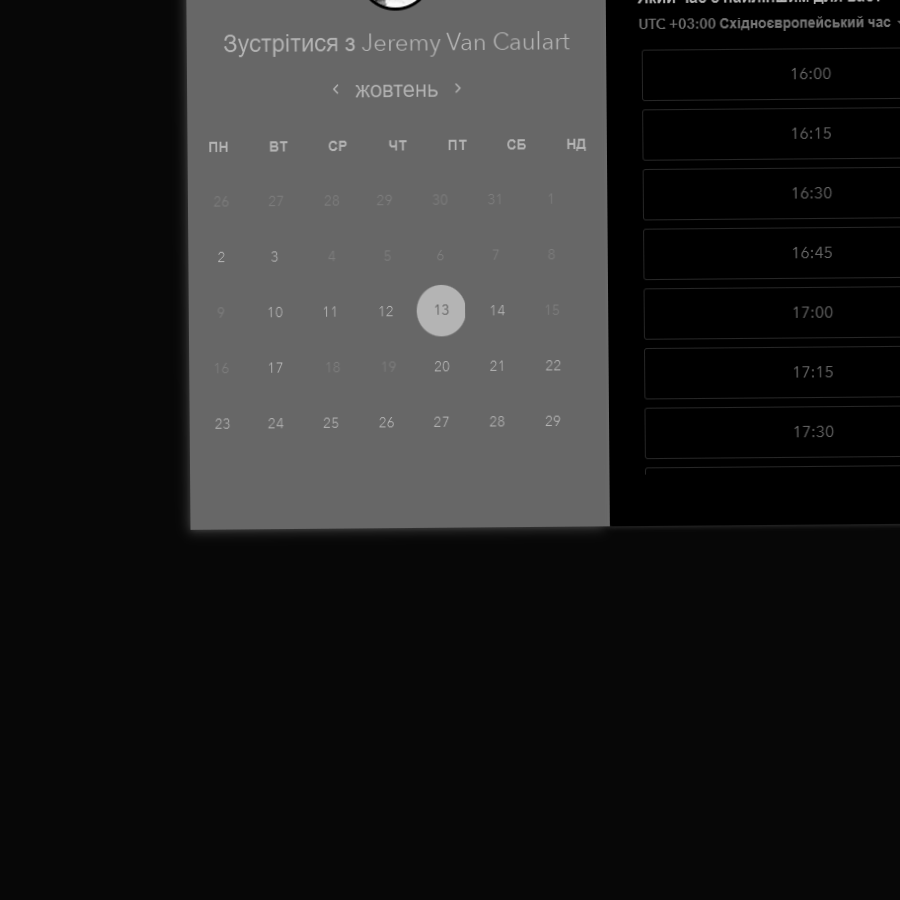 Зустрітися з Jeremy Van Caulart
‹ жовтень ›
ПН ВТ СР ЧТ ПТ СБ НД
26 27 28 29 30 31 1
2 3 4 5 6 7 8
9 10 11 12 13 14 15
16 17 18 19 20 21 22
23 24 25 26 27 28 29
UTC +03:00 Східноєвропейський час
16:00
16:15
16:30
16:45
17:00
17:15
17:30